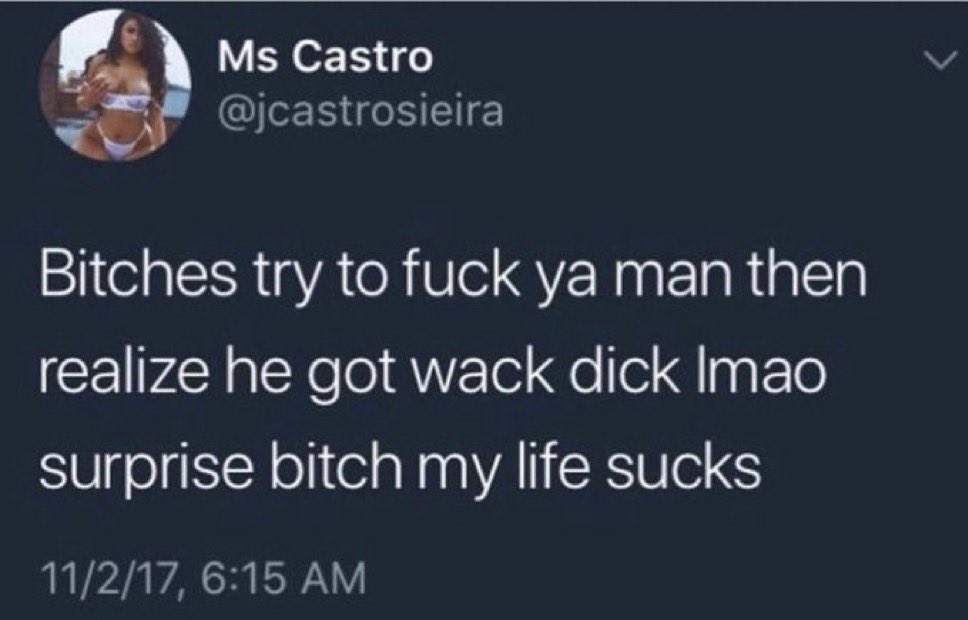 Ms Castro
@jcastrosieira
Bitches try to fuck ya man then
realize he got wack dick lmao
surprise bitch my life sucks
11/2/17, 6:15 AM